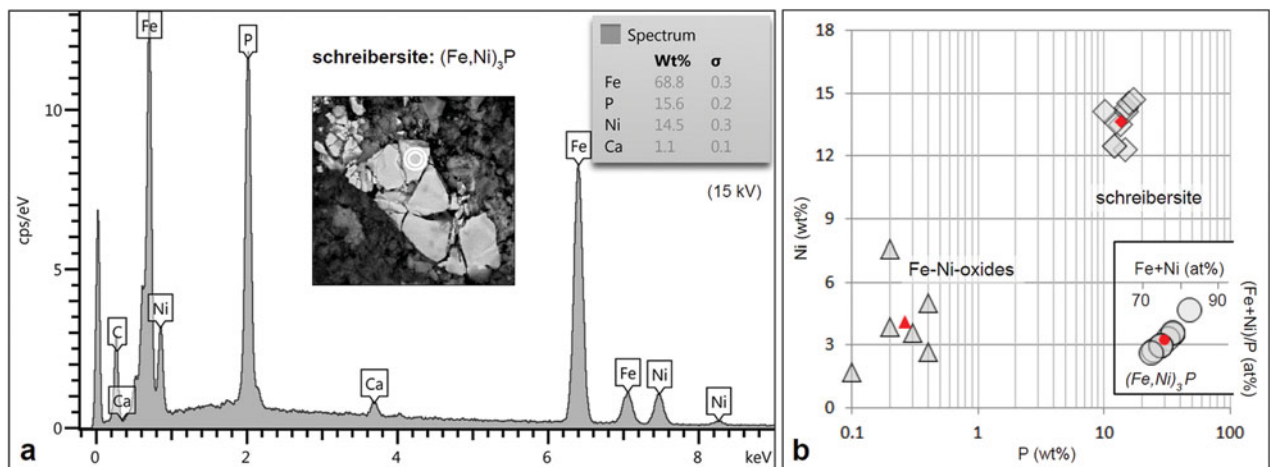 Fe
P
schreibersite: (Fe,Ni)₃P
Spectrum
Wt% σ
Fe 68.8 0.3
P 15.6 0.2
Ni 14.5 0.3
Ca 1.1 0.1
(15 kV)
10
cps/eV
5
0
C
Ca
Ni
Ca
Fe
Fe
Ni
Ni
a
0 2 4 6 8 keV
18
15
12
9
6
3
0
Ni (wt%)
schreibersite
Fe-Ni-oxides
Fe+Ni (at%)
70 90
(Fe,Ni)₃P
(Fe+Ni)/P (at%)
0.1 1 10 100
b
P (wt%)